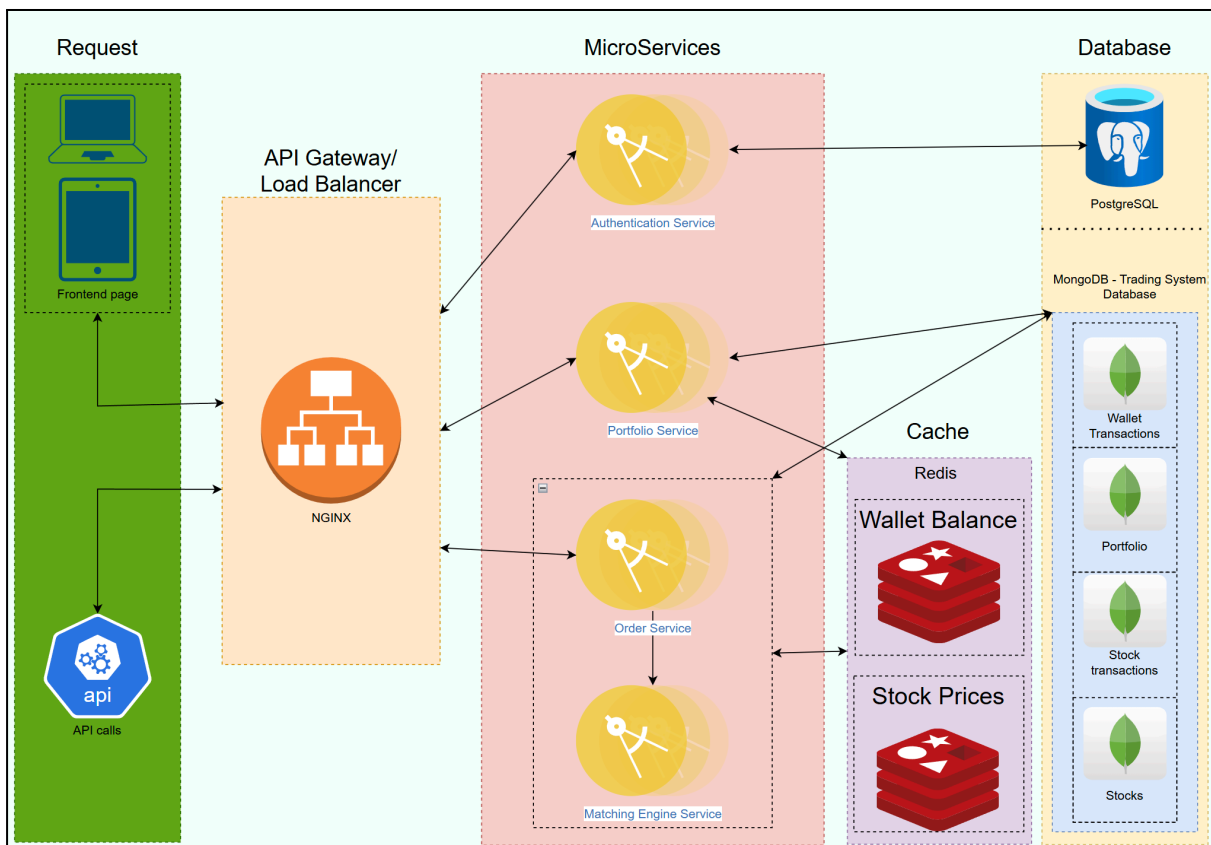 Request
Frontend page
api
API calls
API Gateway/
Load Balancer
NGINX
MicroServices
Authentication Service
Portfolio Service
Order Service
Matching Engine Service
Cache
Redis
Wallet Balance
Stock Prices
Database
PostgreSQL
MongoDB - Trading System
Database
Wallet
Transactions
Portfolio
Stock
transactions
Stocks